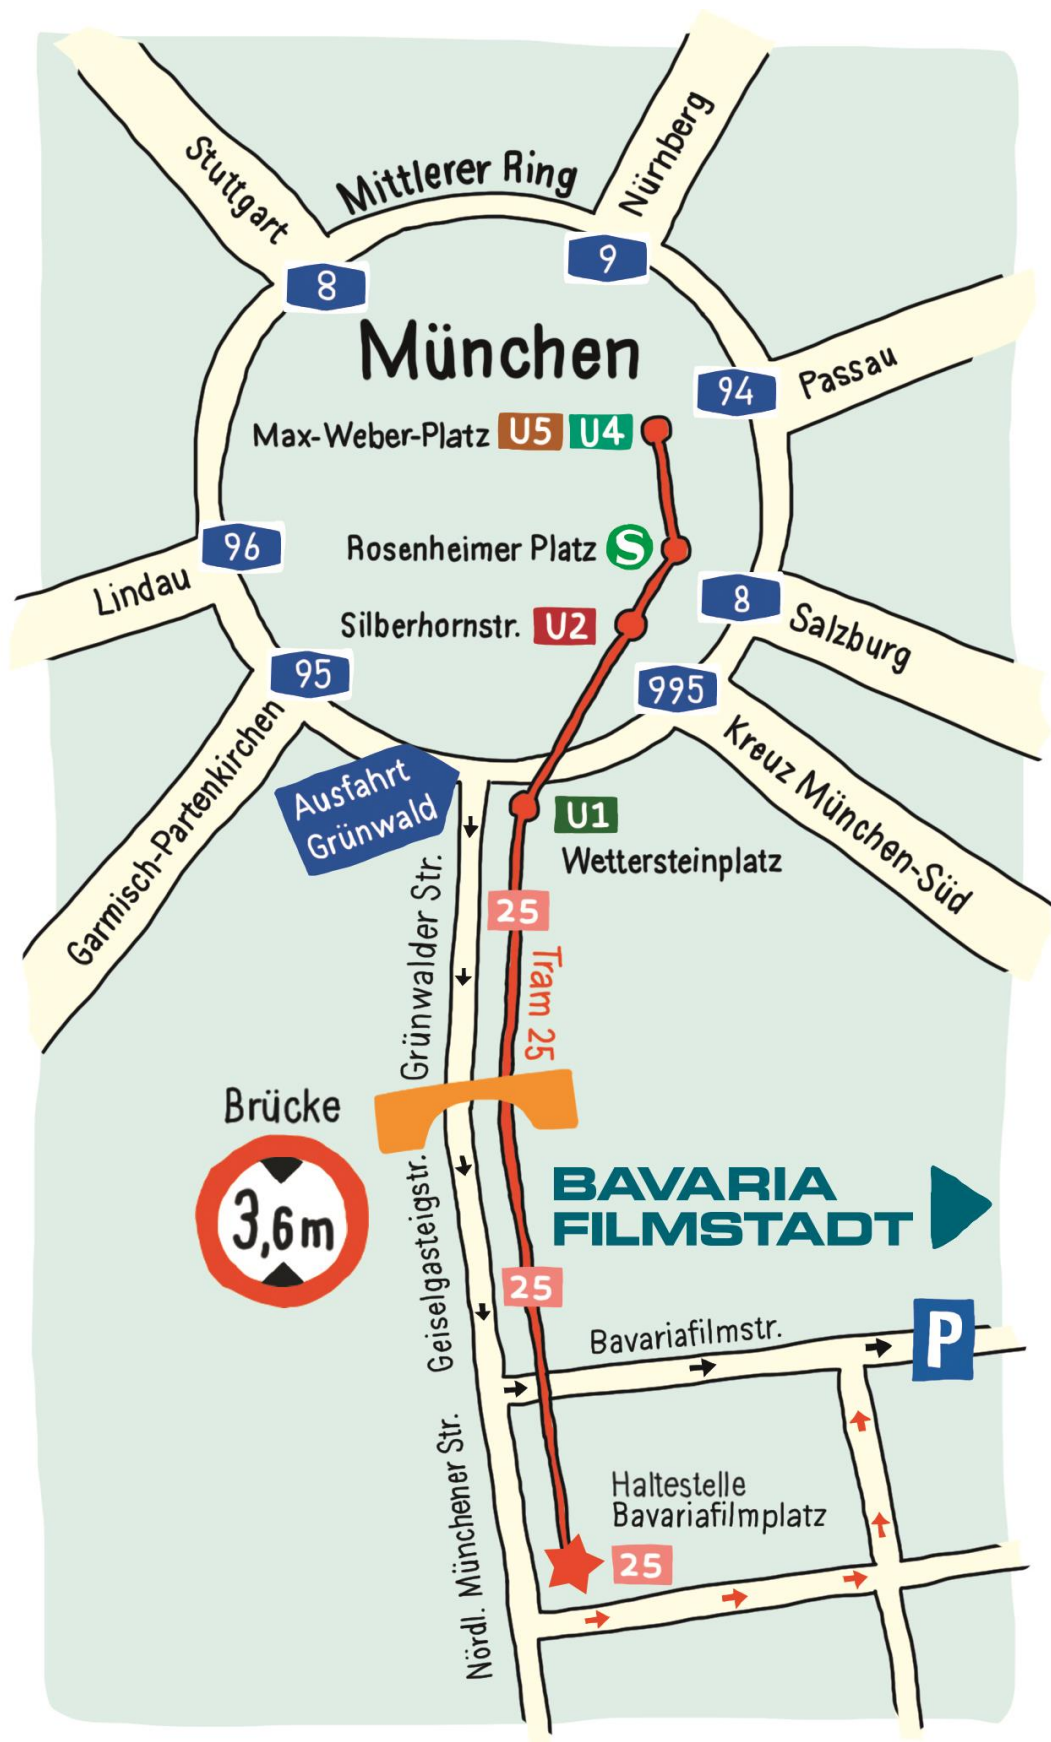 Stuttgart
Mittlerer Ring
Nürnberg
8
9
München
94
Passau
Max-Weber-Platz U5 U4
96
Lindau
Rosenheimer Platz S
8
Salzburg
Silberhornstr. U2
95
995
Garmisch-Partenkirchen
Kreuz München-Süd
Ausfahrt
Grünwald
U1
Wettersteinplatz
Grünwalder Str.
25
Tram 25
Brücke
3,6m
Geiselgasteigstr.
BAVARIA
FILMSTADT
25
Bavariafilmstr.
P
Nördl. Münchener Str.
Haltestelle
Bavariafilmplatz
25